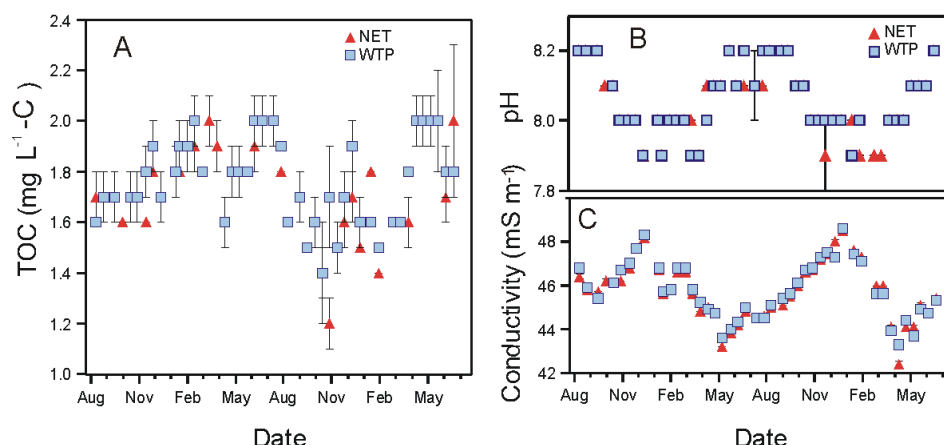 A
NET
WTP
TOC (mg L⁻¹-C)
2.4
2.2
2.0
1.8
1.6
1.4
1.2
1.0
Aug Nov Feb May Aug Nov Feb May
Date
B
NET
WTP
pH
8.2
8.0
7.8
C
Conductivity (mS m⁻¹)
48
46
44
42
Aug Nov Feb May Aug Nov Feb May
Date